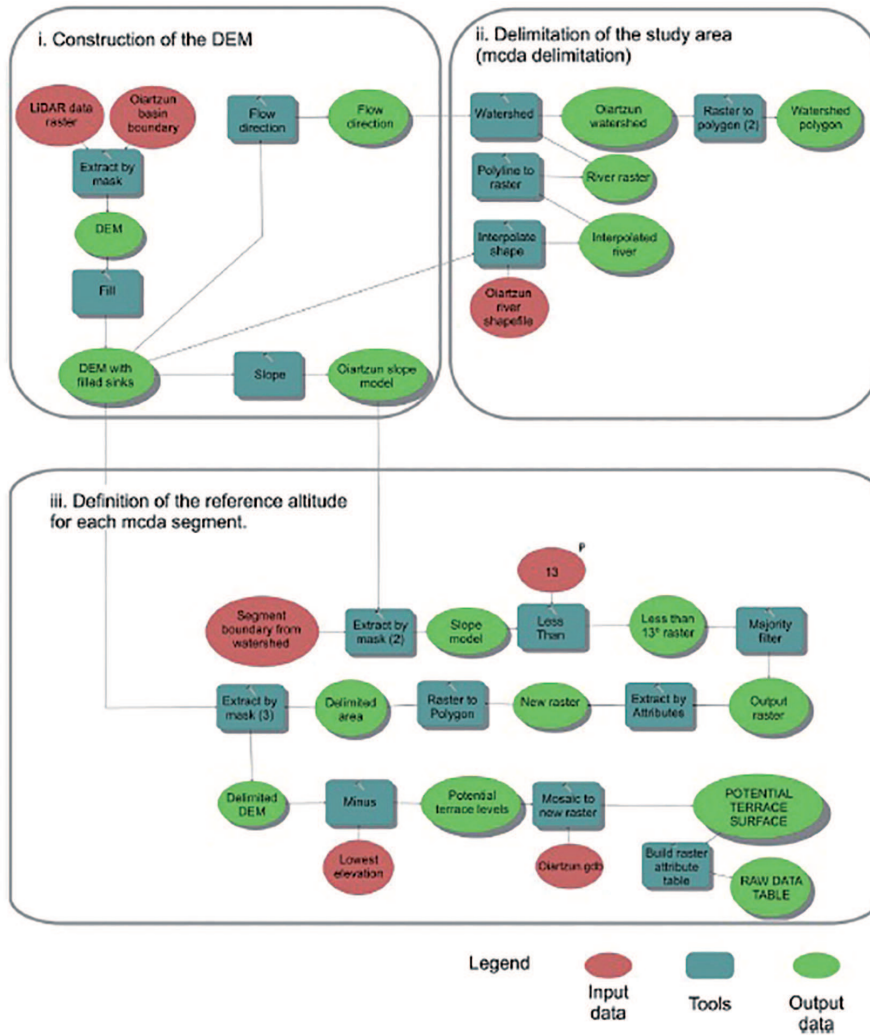 i. Construction of the DEM
LiDAR data
raster
Oiartzun
basin
boundary
Extract by
mask
DEM
Fill
DEM with
filled sinks
Flow
direction
Flow
direction
Slope
Oiartzun slope
model
ii. Delimitation of the study area
(mcda delimitation)
Watershed
Oiartzun
watershed
Raster to
polygon (2)
Watershed
polygon
Polyline to
raster
River raster
Interpolate
shape
Interpolated
river
Oiartzun
river
shapefile
iii. Definition of the reference altitude
for each mcda segment.
P
13
Segment
boundary from
watershed
Extract by
mask (2)
Slope
model
Less
Than
Less than
13° raster
Majority
filter
Extract by
mask (3)
Delimited
area
Raster to
Polygon
New raster
Extract by
Attributes
Output
raster
Delimited
DEM
Minus
Potential
terrace levels
Mosaic to
new raster
POTENTIAL
TERRACE
SURFACE
Lowest
elevation
Oiartzun.gdb
Build raster
attribute
table
RAW DATA
TABLE
Legend
Input
data
Tools
Output
data